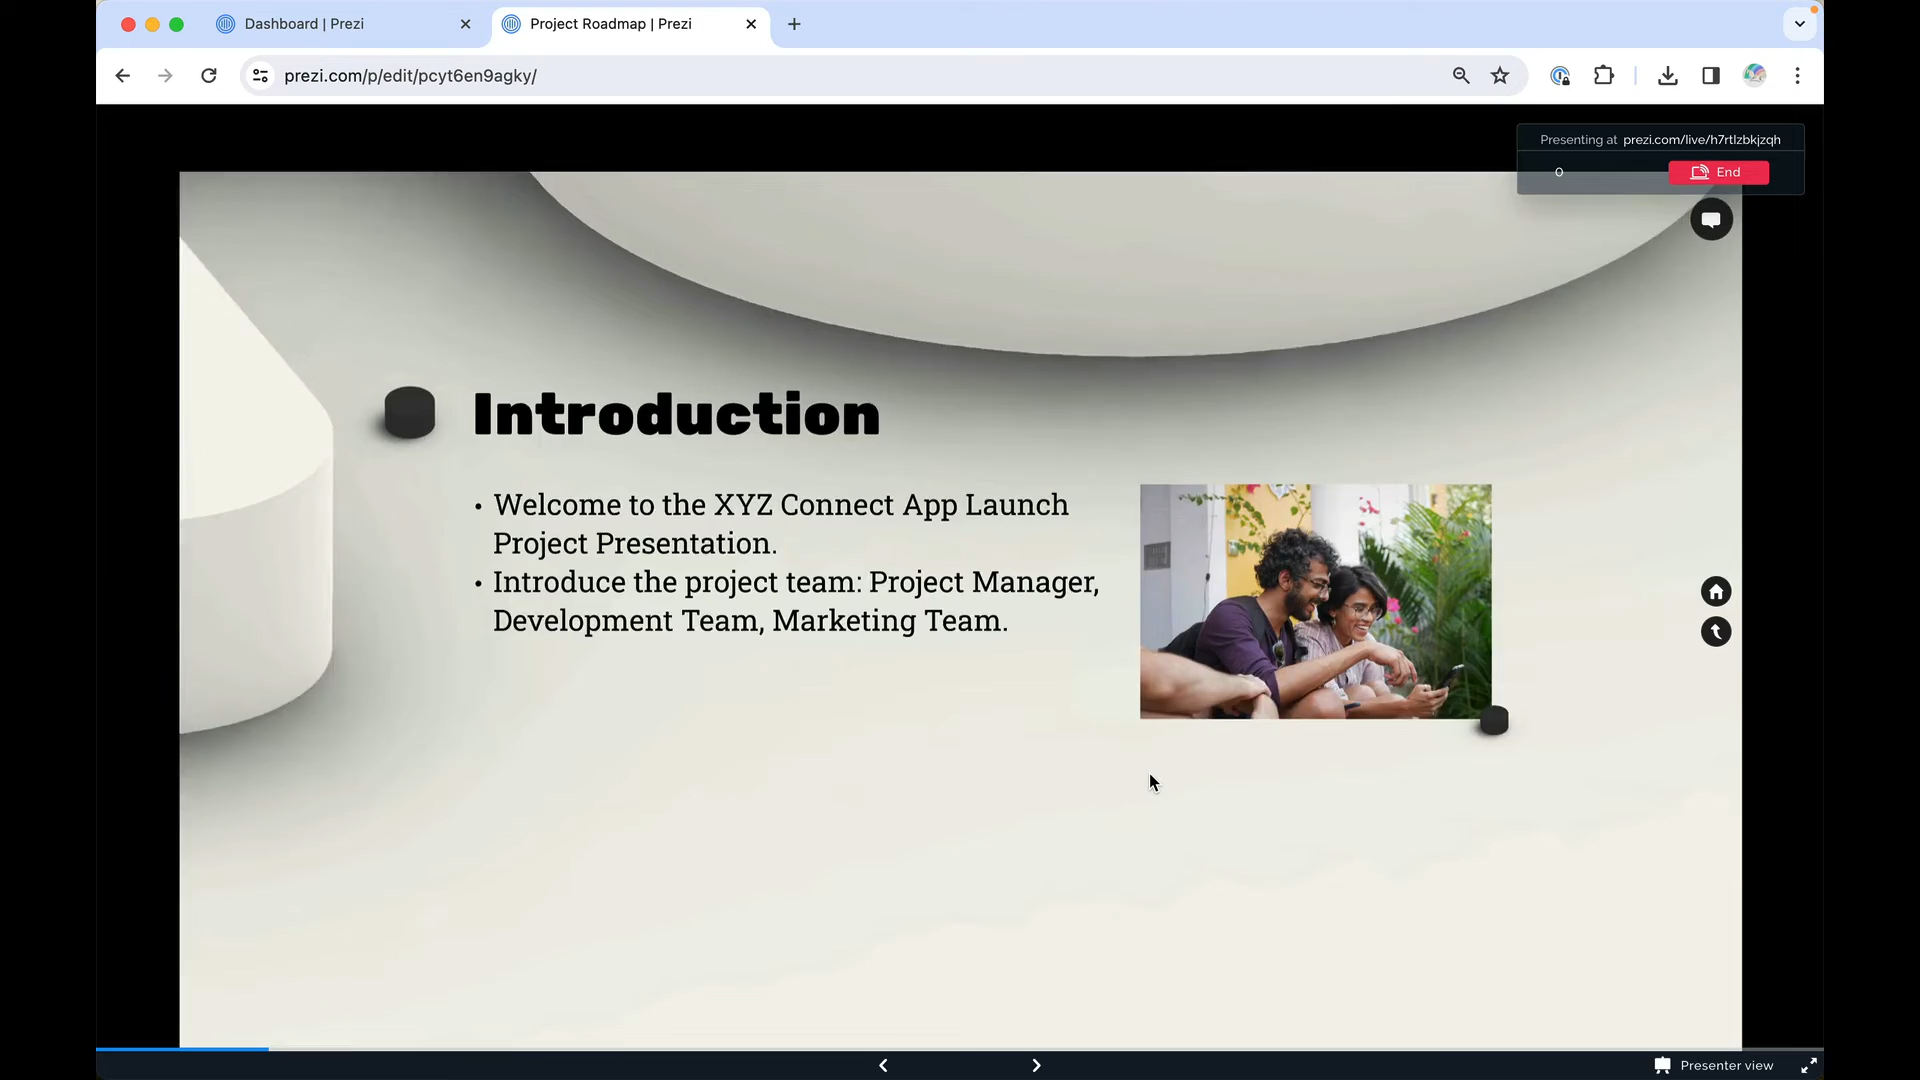 Dashboard | Prezi
Project Roadmap | Prezi
prezi.com/p/edit/pcyt6en9agky/
Presenting at prezi.com/live/h7rtlzbkjzqh
0 End
Introduction
• Welcome to the XYZ Connect App Launch
Project Presentation.
• Introduce the project team: Project Manager,
Development Team, Marketing Team.
Presenter view